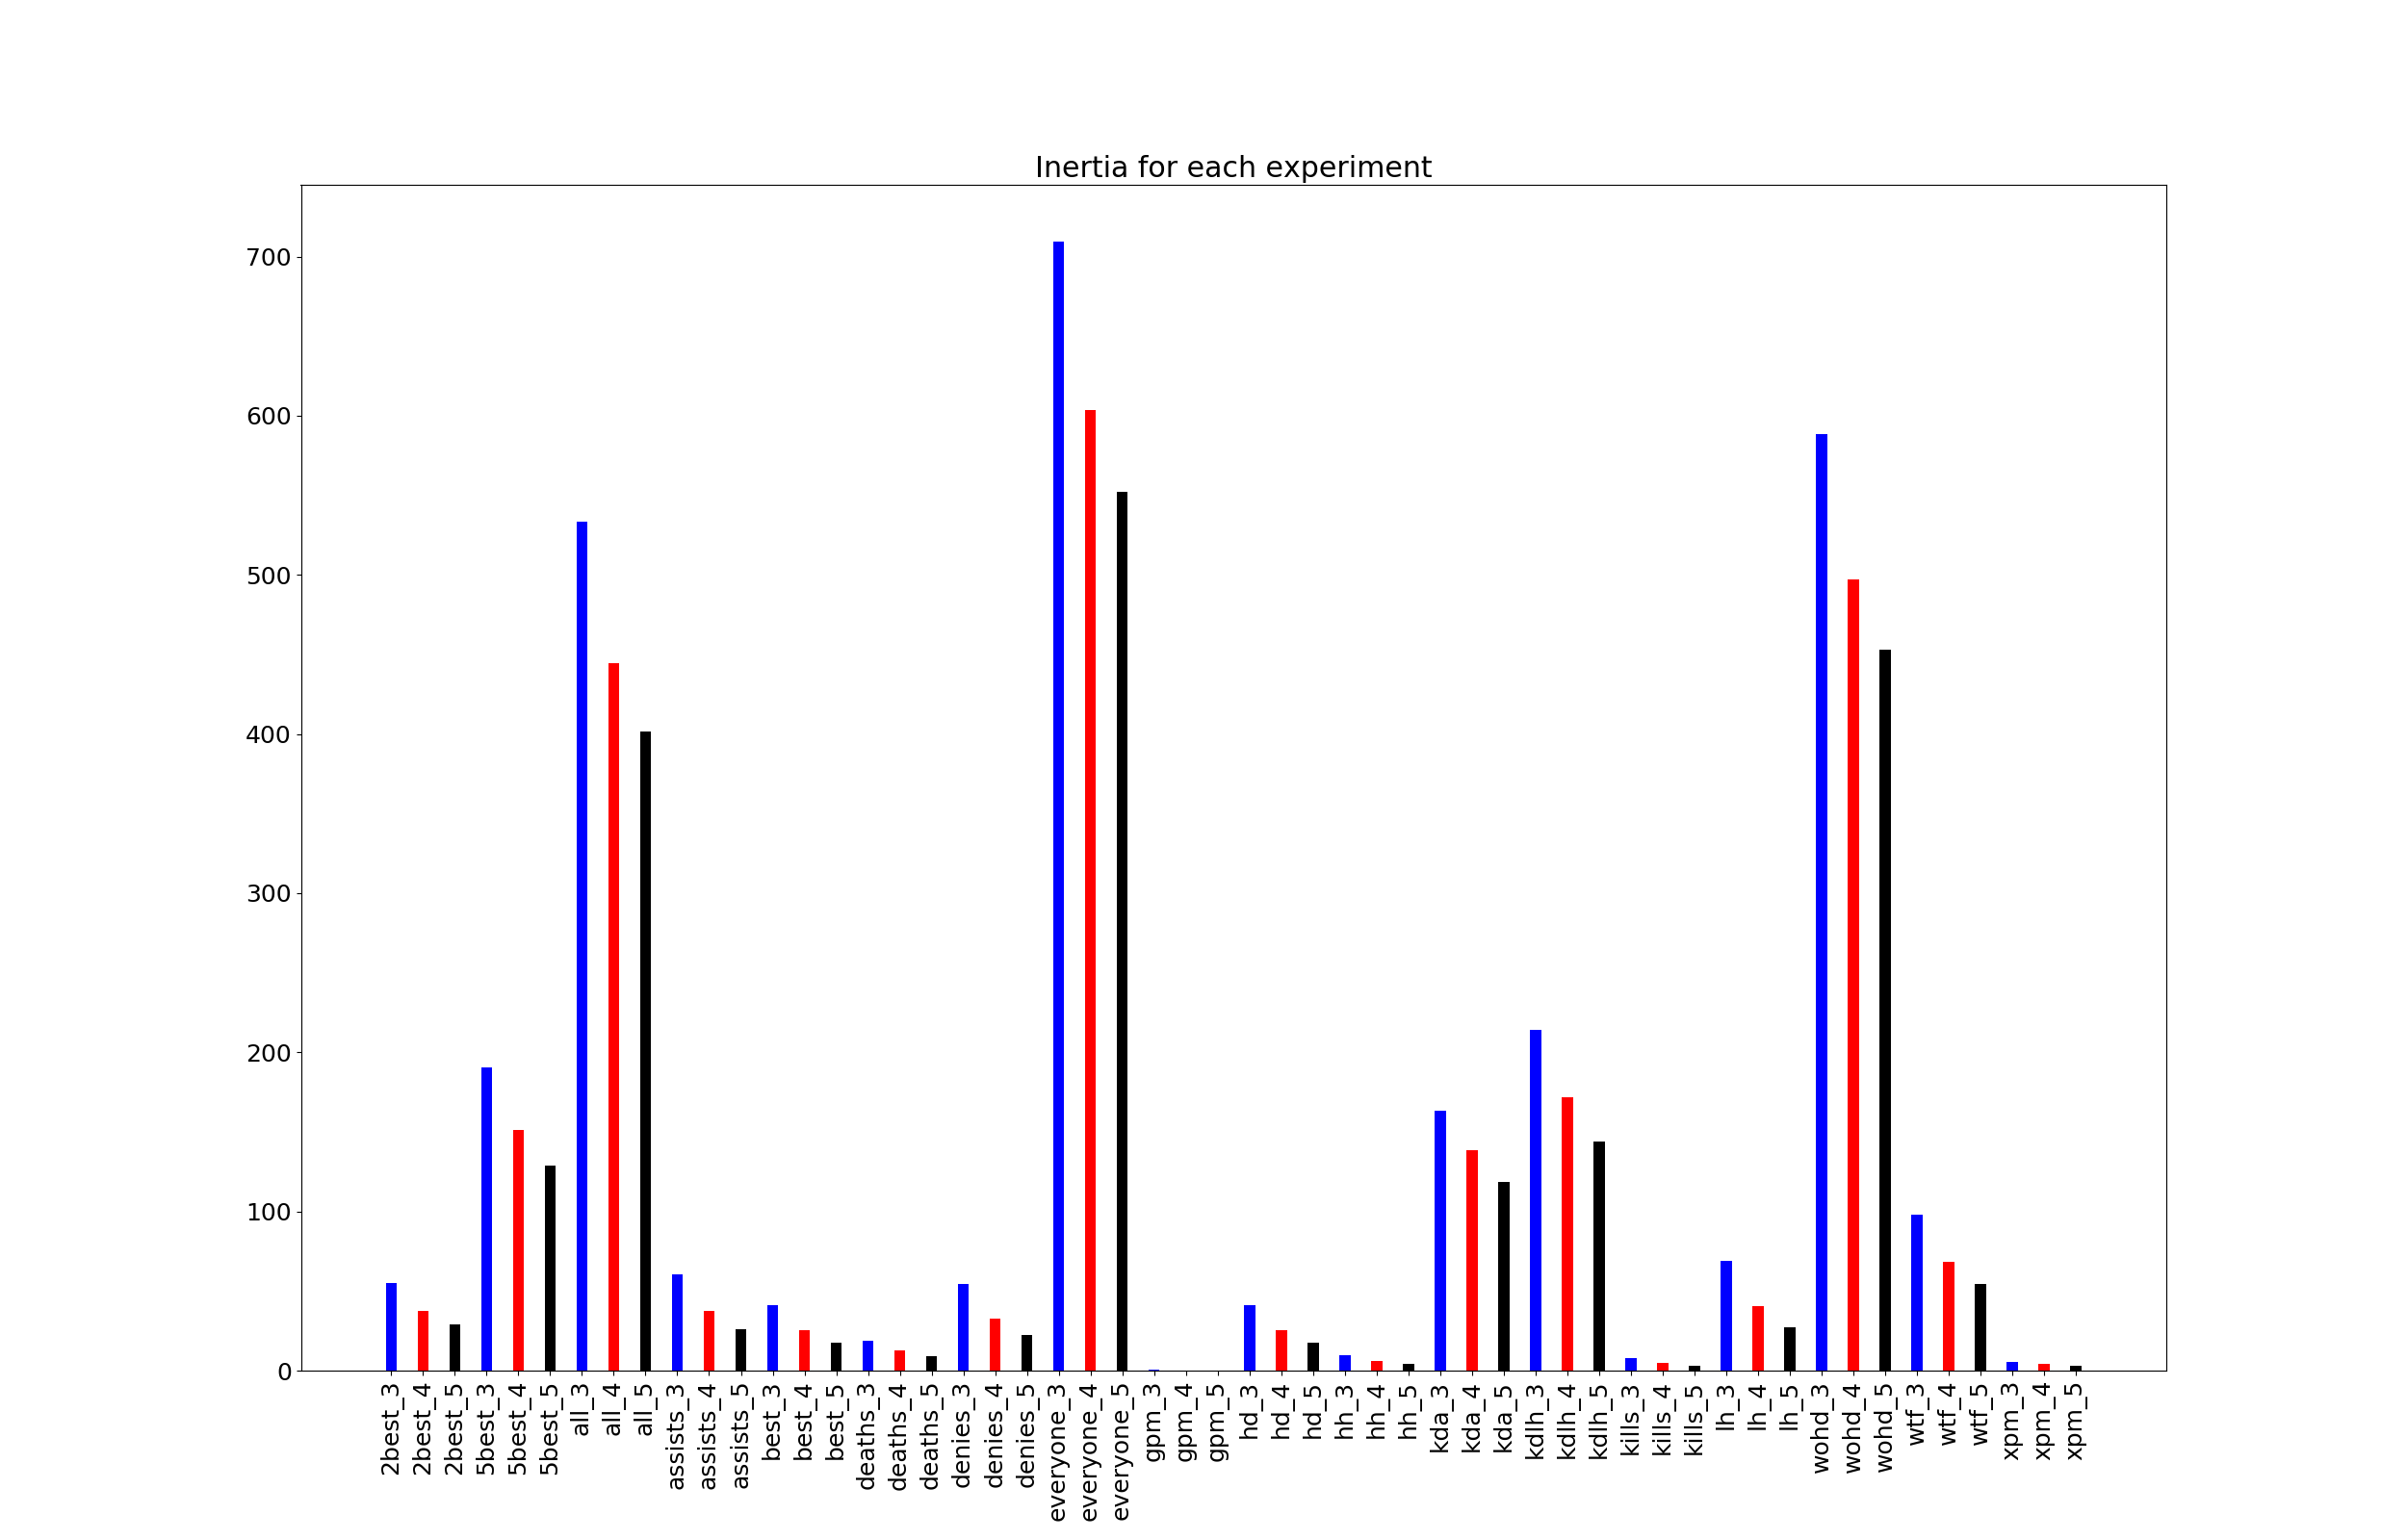 Inertia for each experiment
700
600
500
400
300
200
100
0
2best_3
2best_4
2best_5
5best_3
5best_4
5best_5
all_3
all_4
all_5
assists_3
assists_4
assists_5
best_3
best_4
best_5
deaths_3
deaths_4
deaths_5
denies_3
denies_4
denies_5
everyone_3
everyone_4
everyone_5
gpm_3
gpm_4
gpm_5
hd_3
hd_4
hd_5
hh_3
hh_4
hh_5
kda_3
kda_4
kda_5
kdlh_3
kdlh_4
kdlh_5
kills_3
kills_4
kills_5
lh_3
lh_4
lh_5
wohd_3
wohd_4
wohd_5
wtf_3
wtf_4
wtf_5
xpm_3
xpm_4
xpm_5